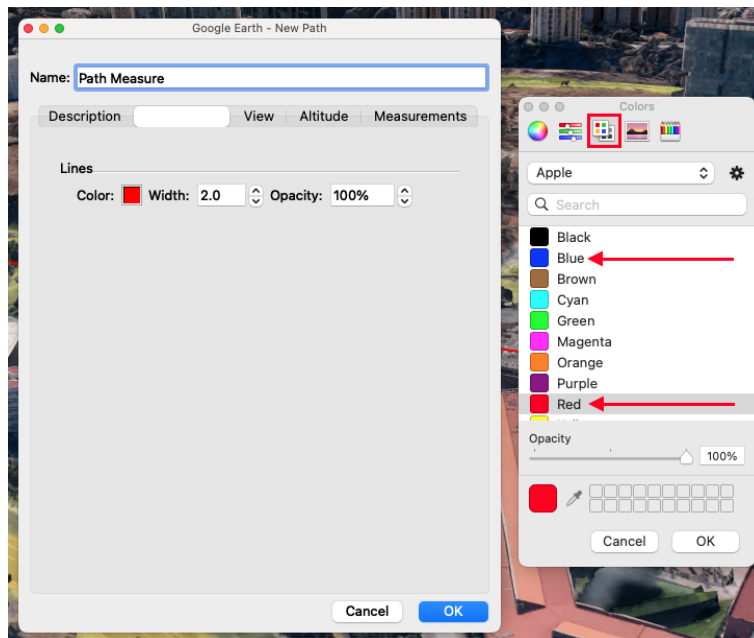 Google Earth - New Path
Name: Path Measure
Description View Altitude Measurements
Lines
Color: Width: 2.0 Opacity: 100%
Cancel OK
Colors
Apple
Search
Black
Blue
Brown
Cyan
Green
Magenta
Orange
Purple
Red
Opacity
100%
Cancel OK